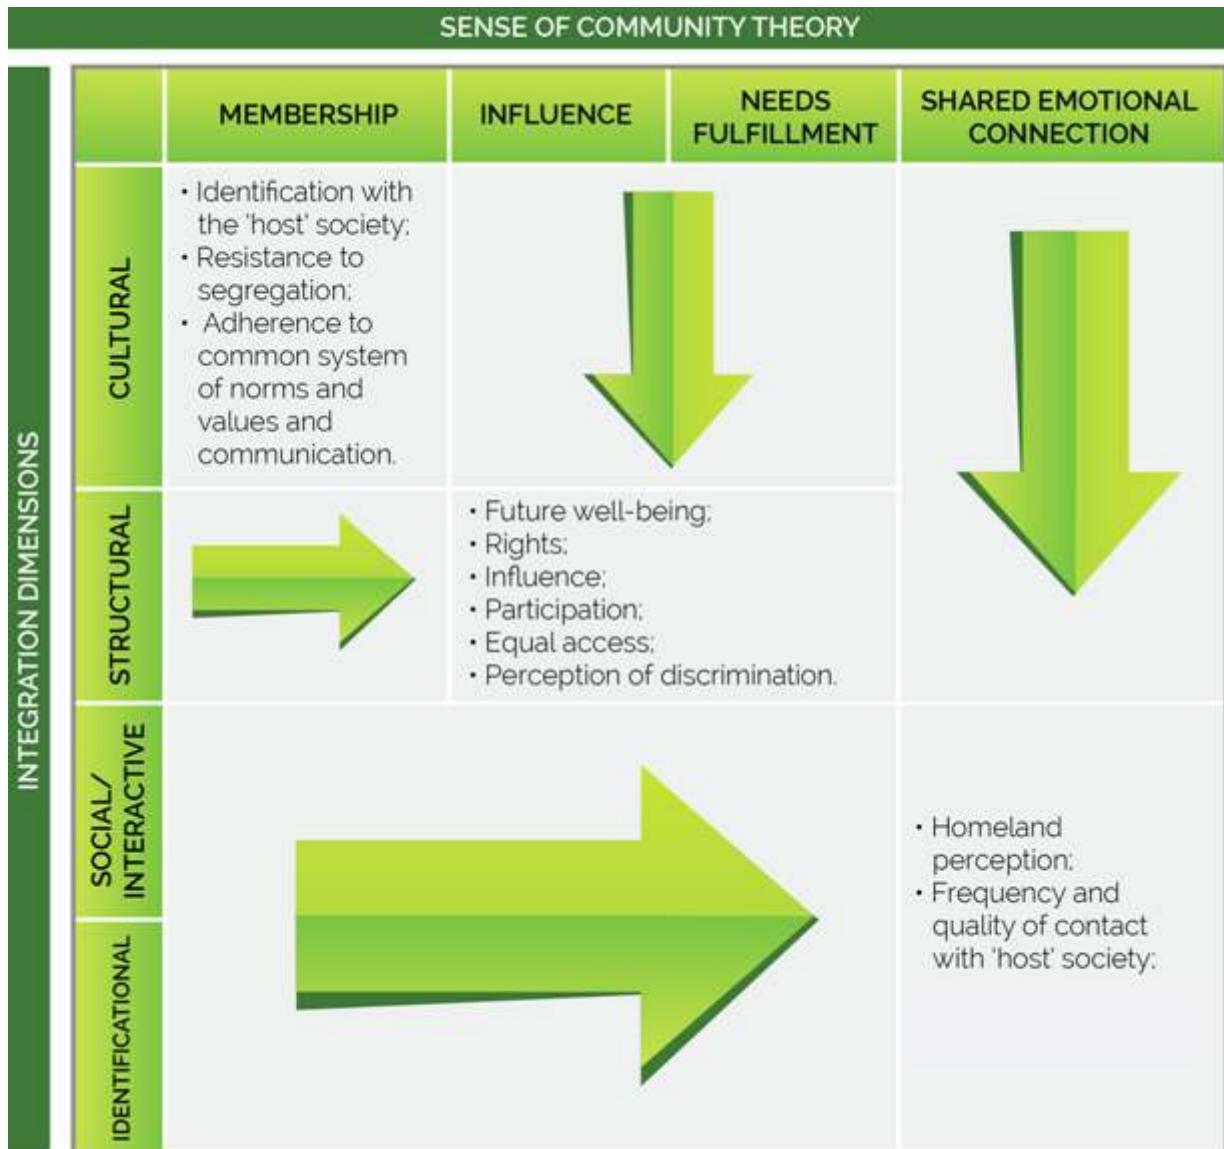 SENSE OF COMMUNITY THEORY
MEMBERSHIP
INFLUENCE
NEEDS
FULFILLMENT
SHARED EMOTIONAL
CONNECTION
INTEGRATION DIMENSIONS
CULTURAL
• Identification with
the 'host' society;
• Resistance to
segregation;
• Adherence to
common system
of norms and
values and
communication.
STRUCTURAL
• Future well-being;
• Rights;
• Influence;
• Participation;
• Equal access;
• Perception of discrimination.
SOCIAL/
INTERACTIVE
IDENTIFICATIONAL
• Homeland
perception;
• Frequency and
quality of contact
with 'host' society;